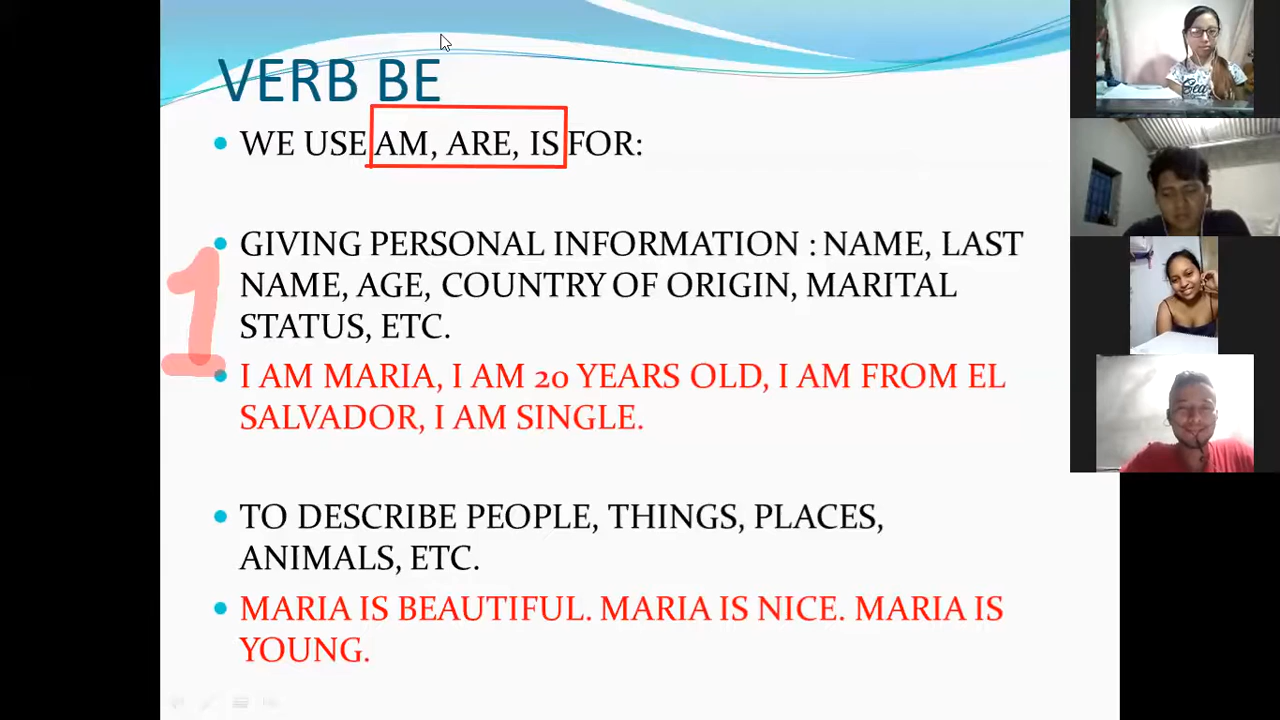 VERB BE
• WE USE AM, ARE, IS FOR:
• GIVING PERSONAL INFORMATION : NAME, LAST
NAME, AGE, COUNTRY OF ORIGIN, MARITAL
STATUS, ETC.
1
• I AM MARIA, I AM 20 YEARS OLD, I AM FROM EL
SALVADOR, I AM SINGLE.
• TO DESCRIBE PEOPLE, THINGS, PLACES,
ANIMALS, ETC.
• MARIA IS BEAUTIFUL. MARIA IS NICE. MARIA IS
YOUNG.